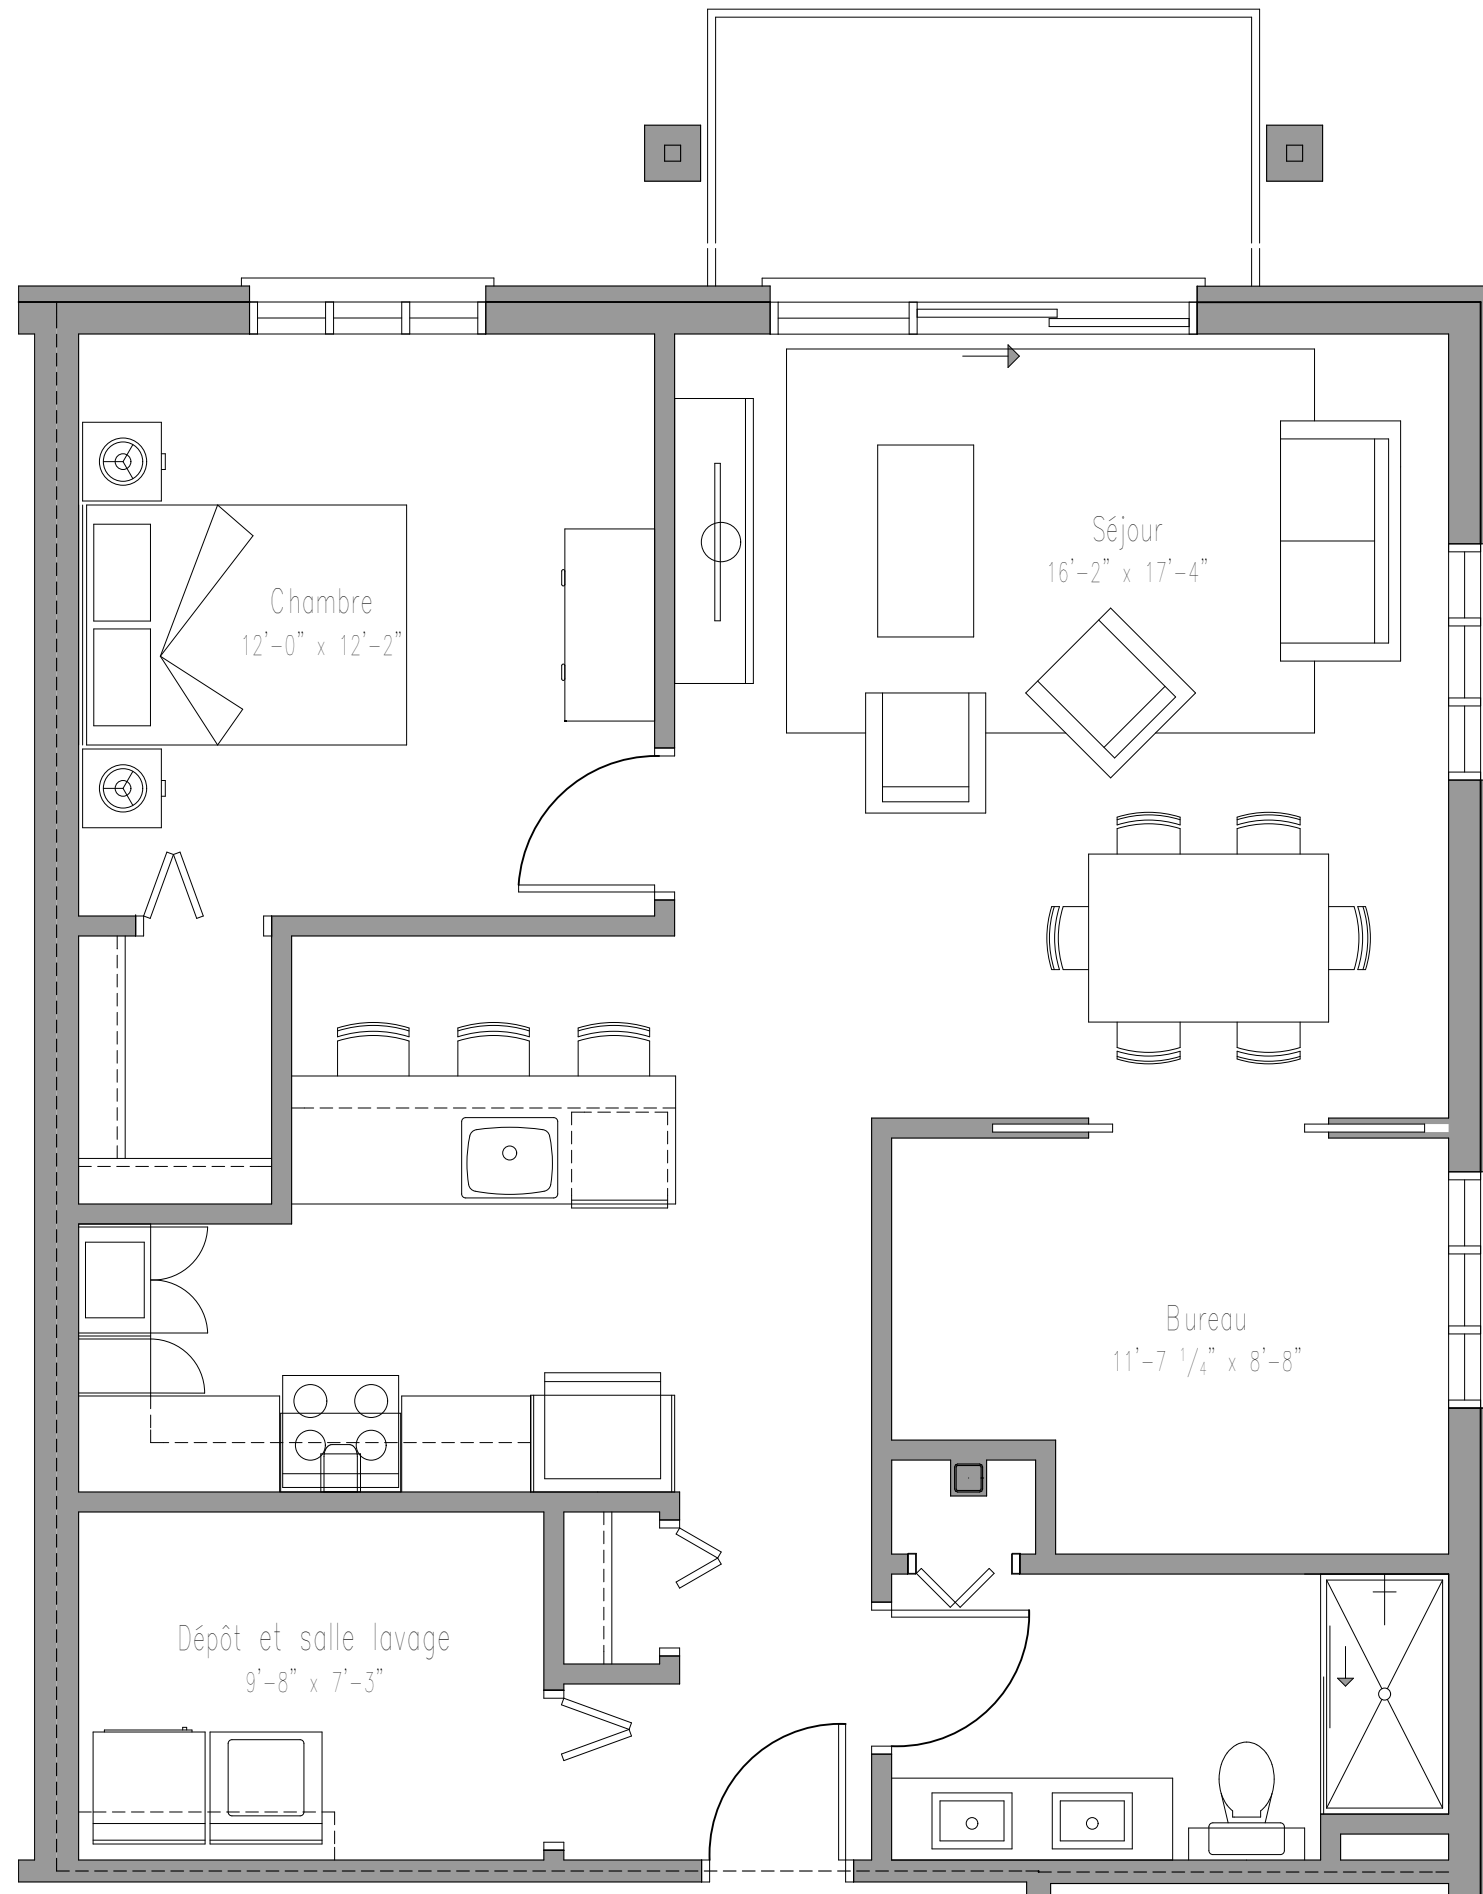 Séjour
16'-2" x 17'-4"
Chambre
12'-0" x 12'-2"
Bureau
11'-7 1/4" x 8'-8"
Dépôt et salle lavage
9'-8" x 7'-3"